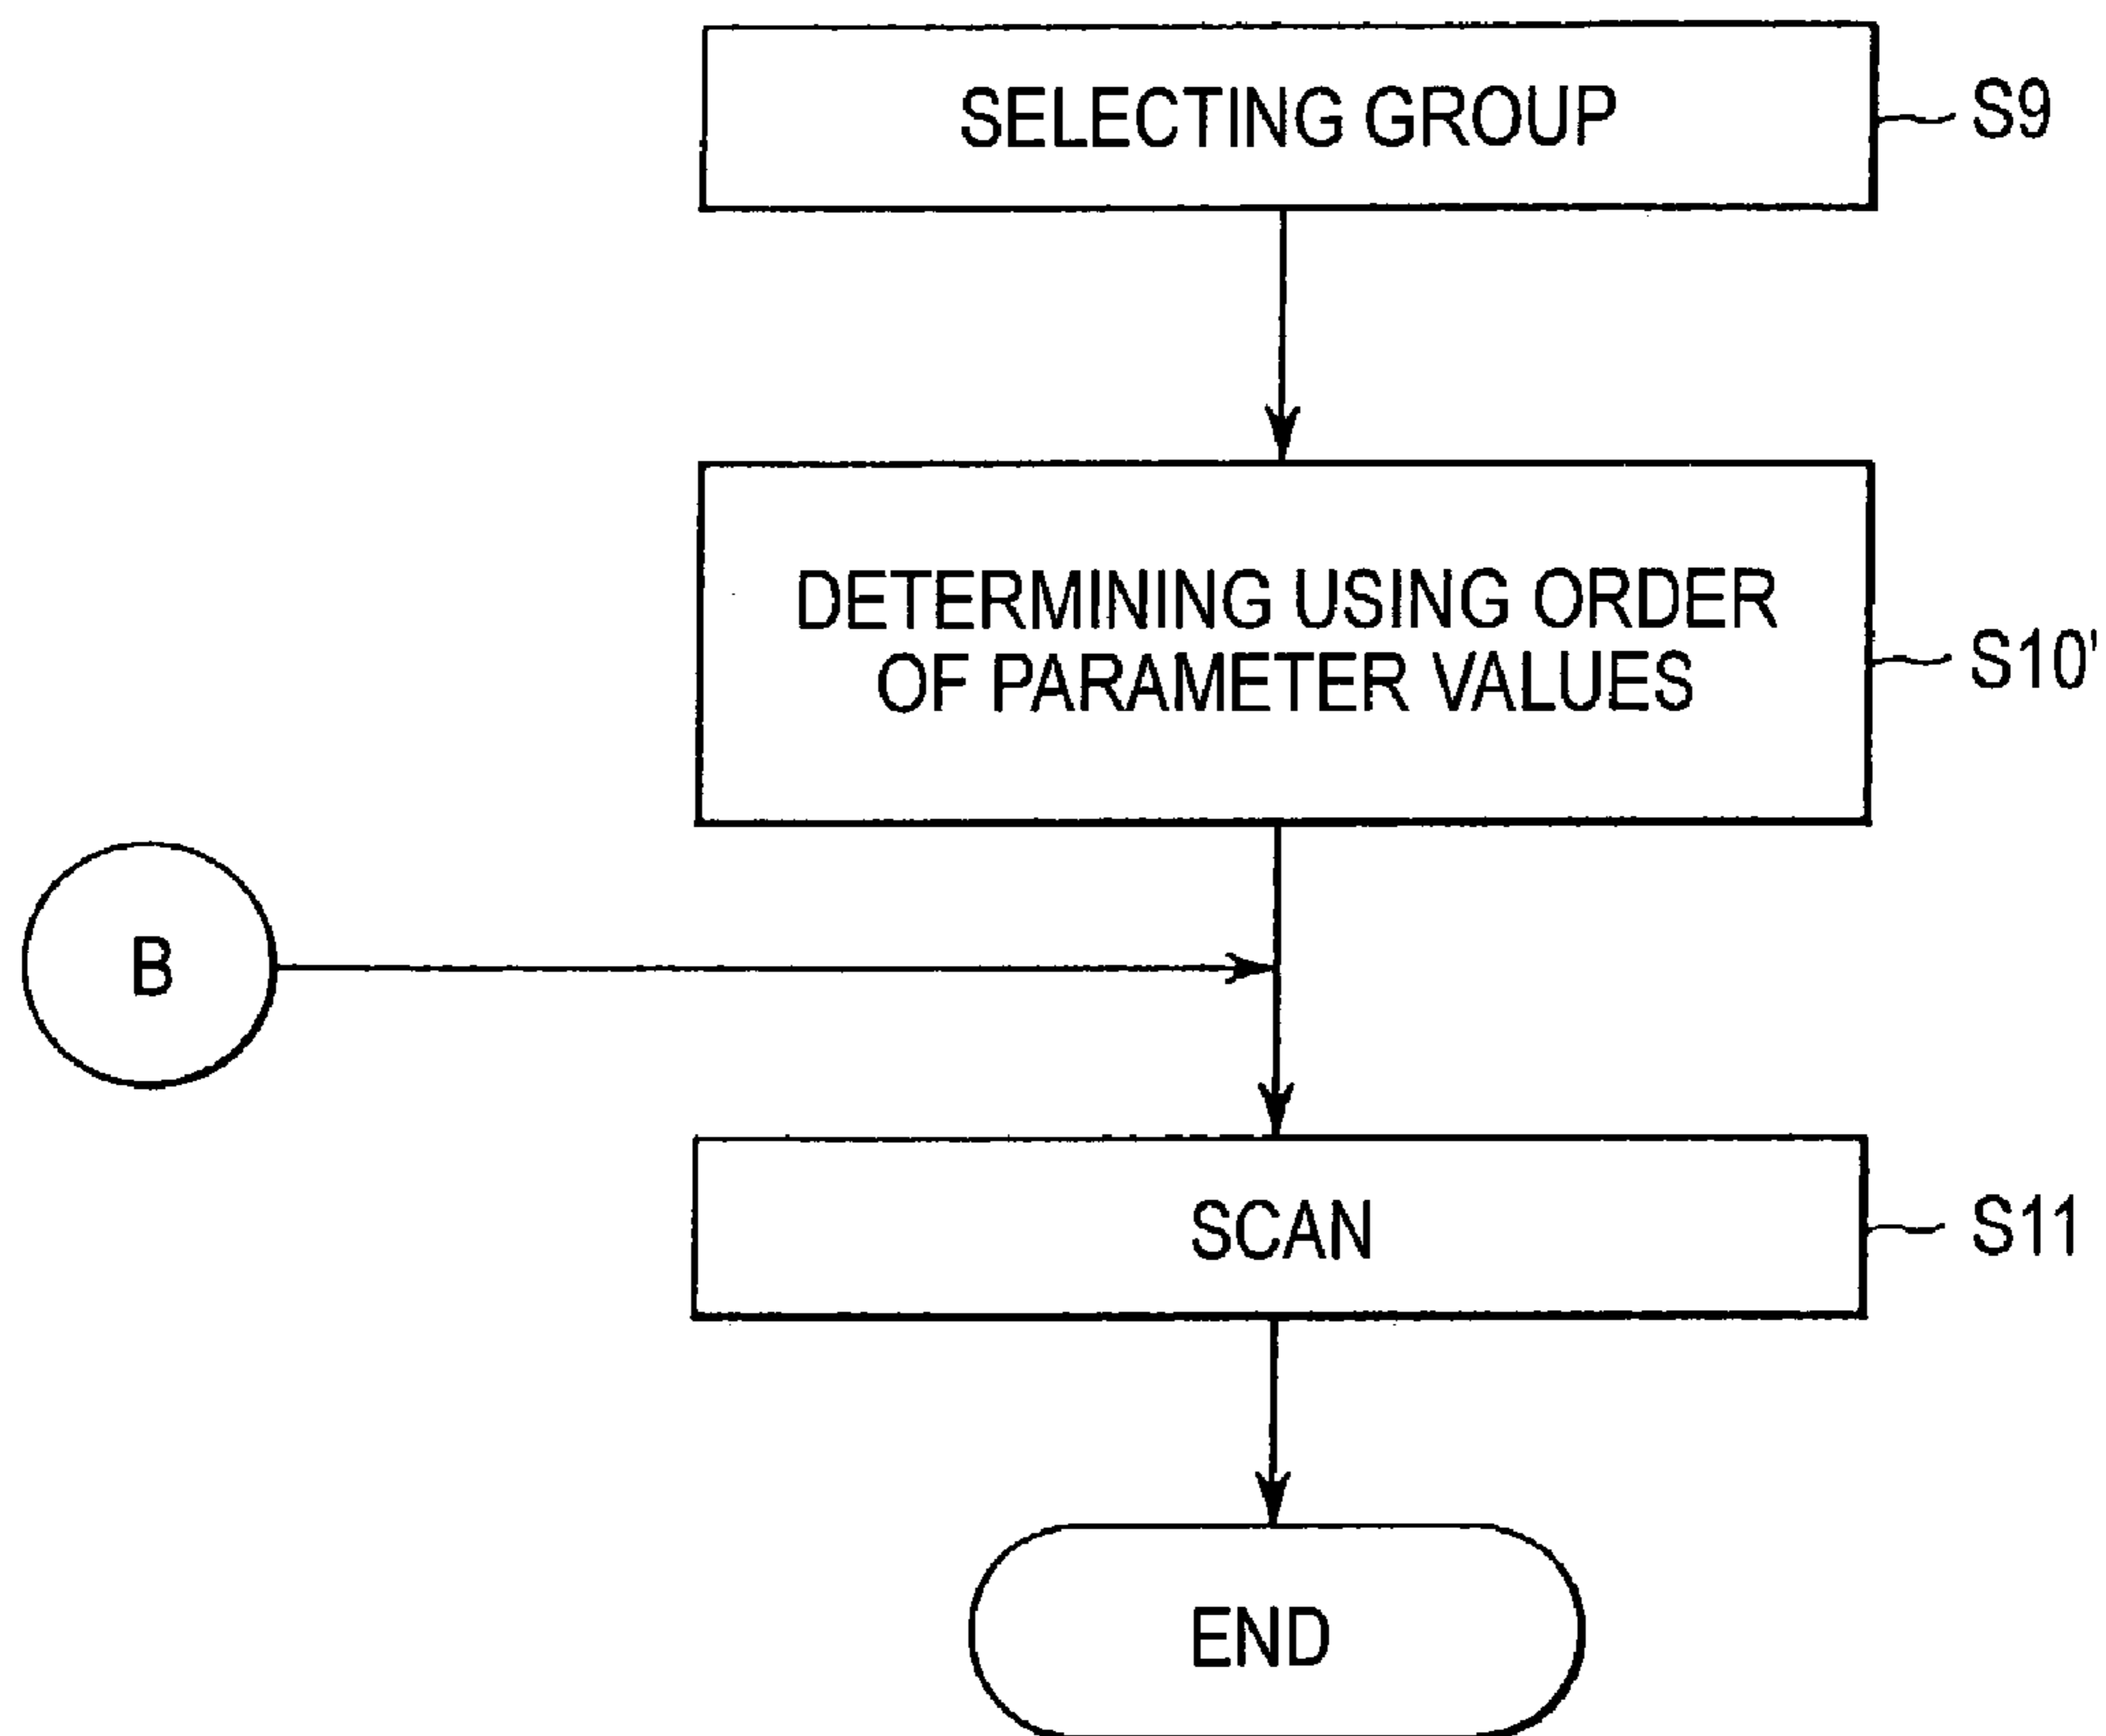 SELECTING GROUP
S9
DETERMINING USING ORDER
OF PARAMETER VALUES
S10'
B
SCAN
S11
END